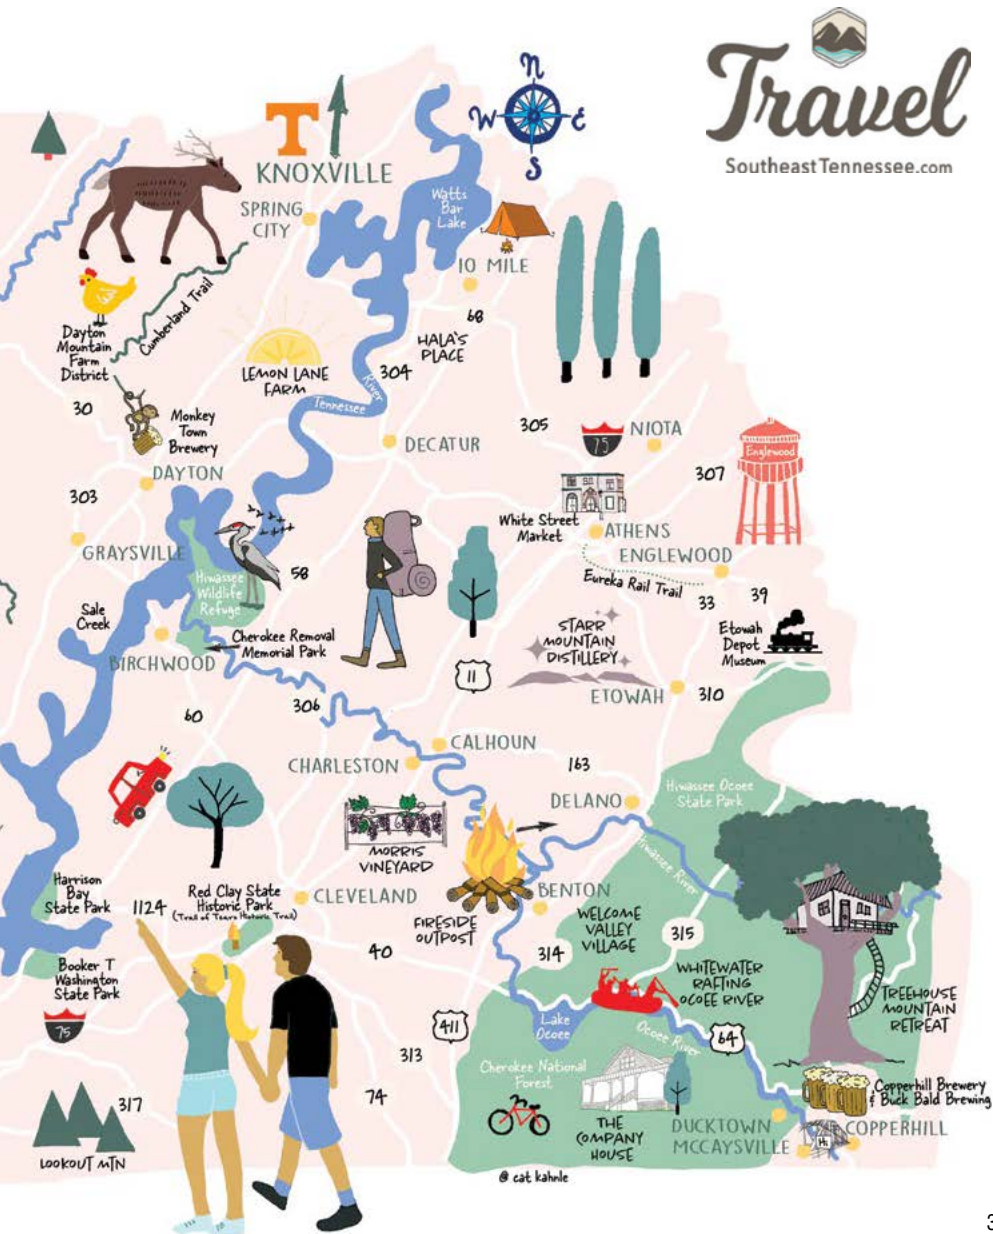 Travel
SoutheastTennessee.com
N
W
E
S
T
KNOXVILLE
SPRING
CITY
Watts
Bar
Lake
10 MILE
68
HALA'S
PLACE
Cumberland Trail
Dayton
Mountain
Farm
District
LEMON LANE
FARM
304
River
Tennessee
30
Monkey
Town
Brewery
DAYTON
DECATUR
305
75
NIOTA
307
Englewood
303
White Street
Market
ATHENS
ENGLEWOOD
Eureka Rail Trail
GRAYSVILLE
Hiwassee
Wildlife
Refuge
58
33
39
Sale
Creek
Cherokee Removal
Memorial Park
BIRCHWOOD
STARR
MOUNTAIN
DISTILLERY
Etowah
Depot
Museum
11
ETOWAH
310
306
60
CALHOUN
CHARLESTON
163
DELANO
Hiwassee Ocoee
State Park
Hiwassee River
MORRIS
VINEYARD
Harrison
Bay
State Park
1124
Red Clay State
Historic Park
(Trail of Tears Historic Trail)
CLEVELAND
FIRESIDE
OUTPOST
BENTON
WELCOME
VALLEY
VILLAGE
315
40
314
Booker T
Washington
State Park
75
WHITEWATER
RAFTING
OCOEE RIVER
TREEHOUSE
MOUNTAIN
RETREAT
411
Lake
Ocoee
Ocoee River
64
313
Cherokee National
Forest
74
317
LOOKOUT MTN
THE
COMPANY
HOUSE
Copperhill Brewery
& Buck Bald Brewing
DUCKTOWN
MCCAYSVILLE
COPPERHILL
Hi
@ cat kahnle
3